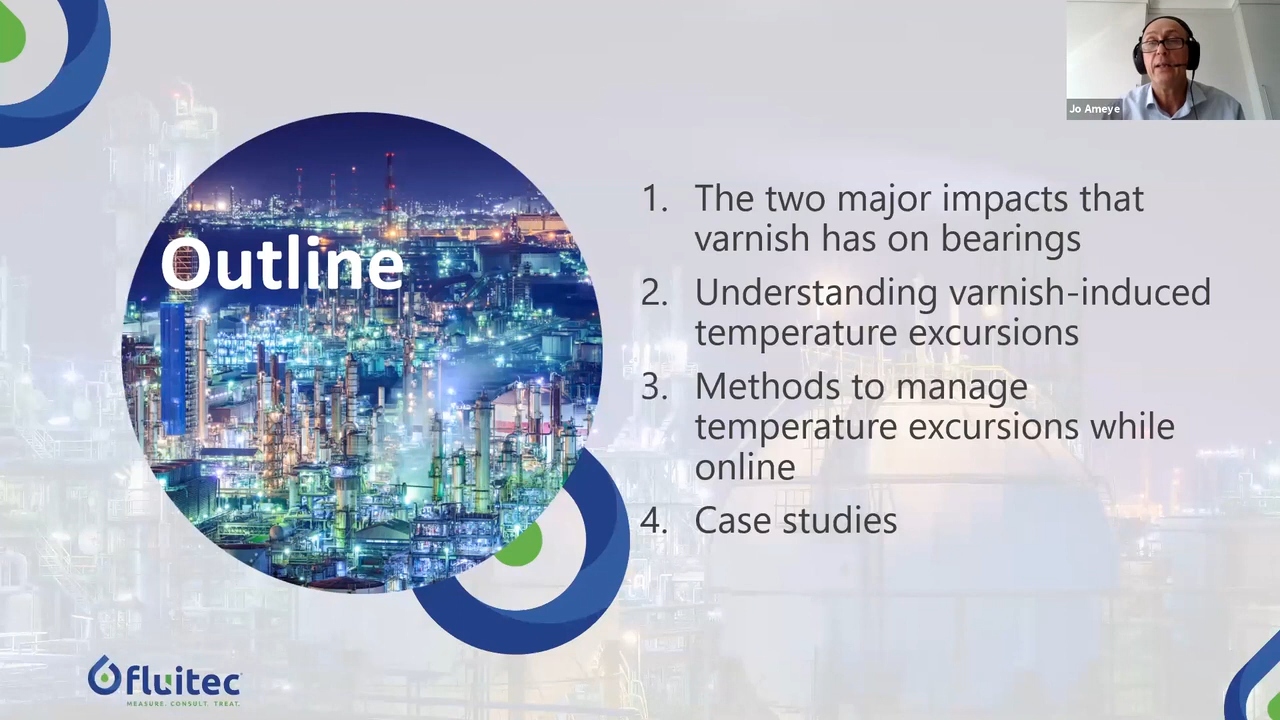 Jo Ameye
Outline
1. The two major impacts that
varnish has on bearings
2. Understanding varnish-induced
temperature excursions
3. Methods to manage
temperature excursions while
online
4. Case studies
fluitec
MEASURE. CONSULT. TREAT.